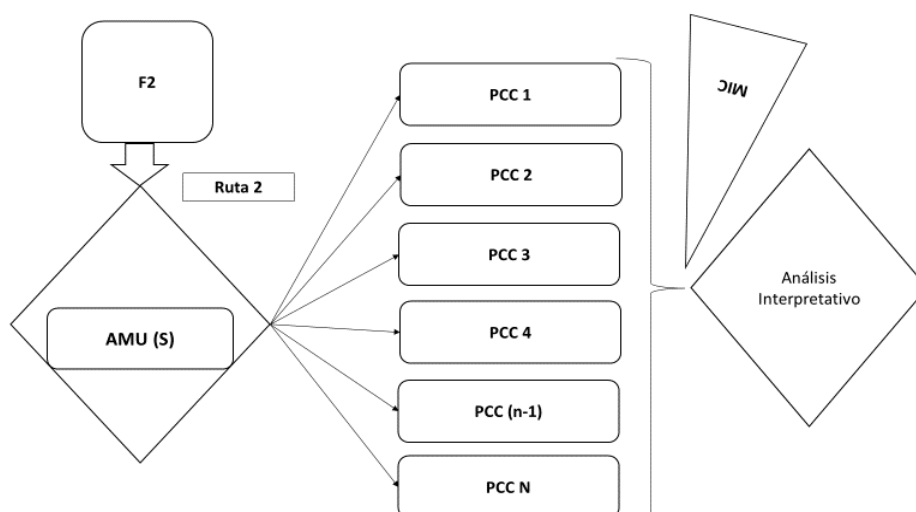 F2
Ruta 2
AMU (S)
PCC 1
PCC 2
PCC 3
PCC 4
PCC (n-1)
PCC N
MIC
Análisis
Interpretativo